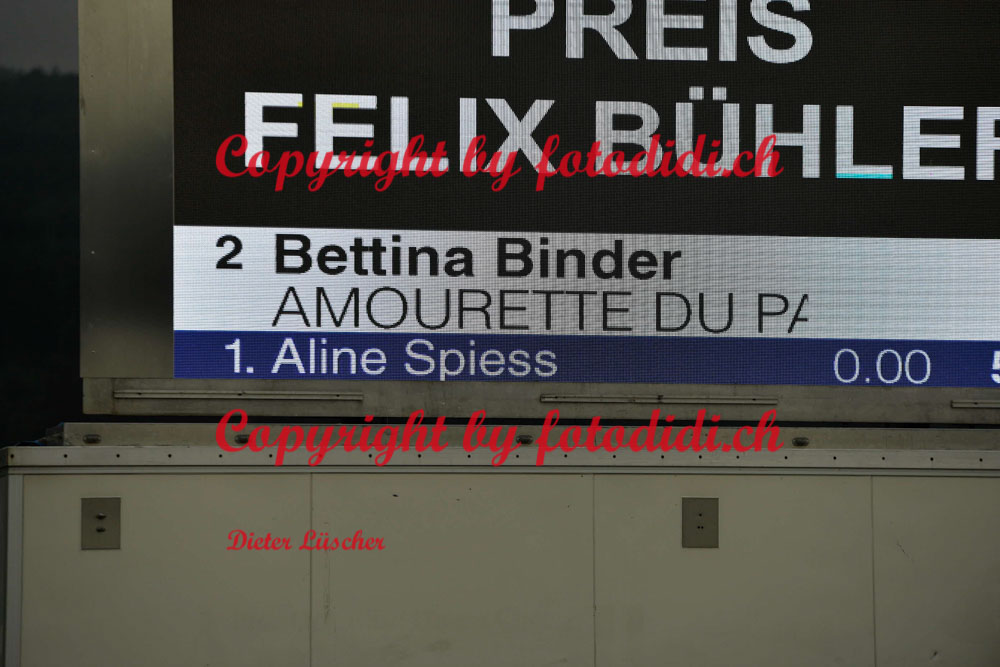 PREIS
FELIX BÜHLER
Copyright by fotodidi.ch
2 Bettina Binder
AMOURETTE DU PA
1. Aline Spiess 0.00
Copyright by fotodidi.ch
Dieter Lüscher